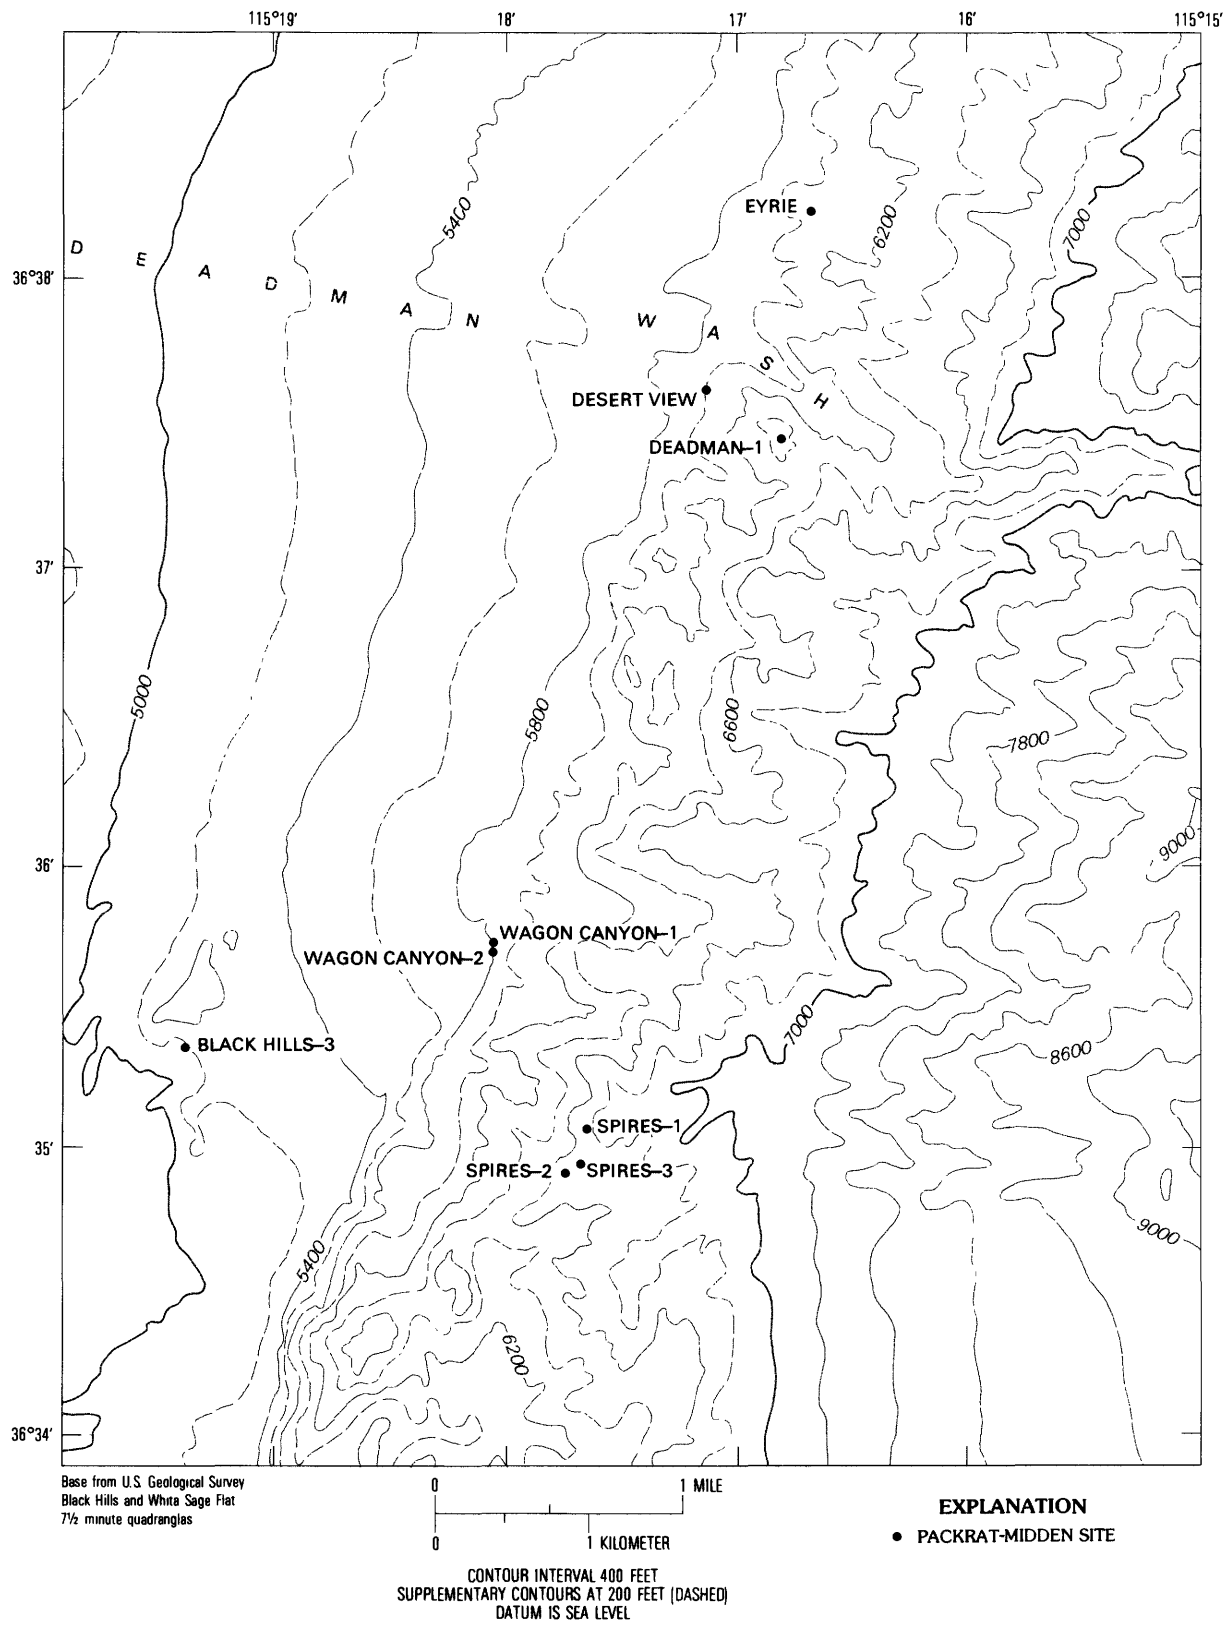 115°19′ 18′ 17′ 16′ 115°15′
EYRIE
5400
6200
7000
36°38′
DEADMAN WASH
DESERT VIEW
DEADMAN–1
37′
5000
5800
6600
7800
9000
36′
WAGON CANYON–1
WAGON CANYON–2
BLACK HILLS–3
7000
8600
SPIRES–1
35′
SPIRES–2 SPIRES–3
9000
5400
6200
36°34′
Base from U.S. Geological Survey
Black Hills and White Sage Flat
7½ minute quadranglas
0 1 MILE
0 1 KILOMETER
CONTOUR INTERVAL 400 FEET
SUPPLEMENTARY CONTOURS AT 200 FEET (DASHED)
DATUM IS SEA LEVEL
EXPLANATION
PACKRAT-MIDDEN SITE